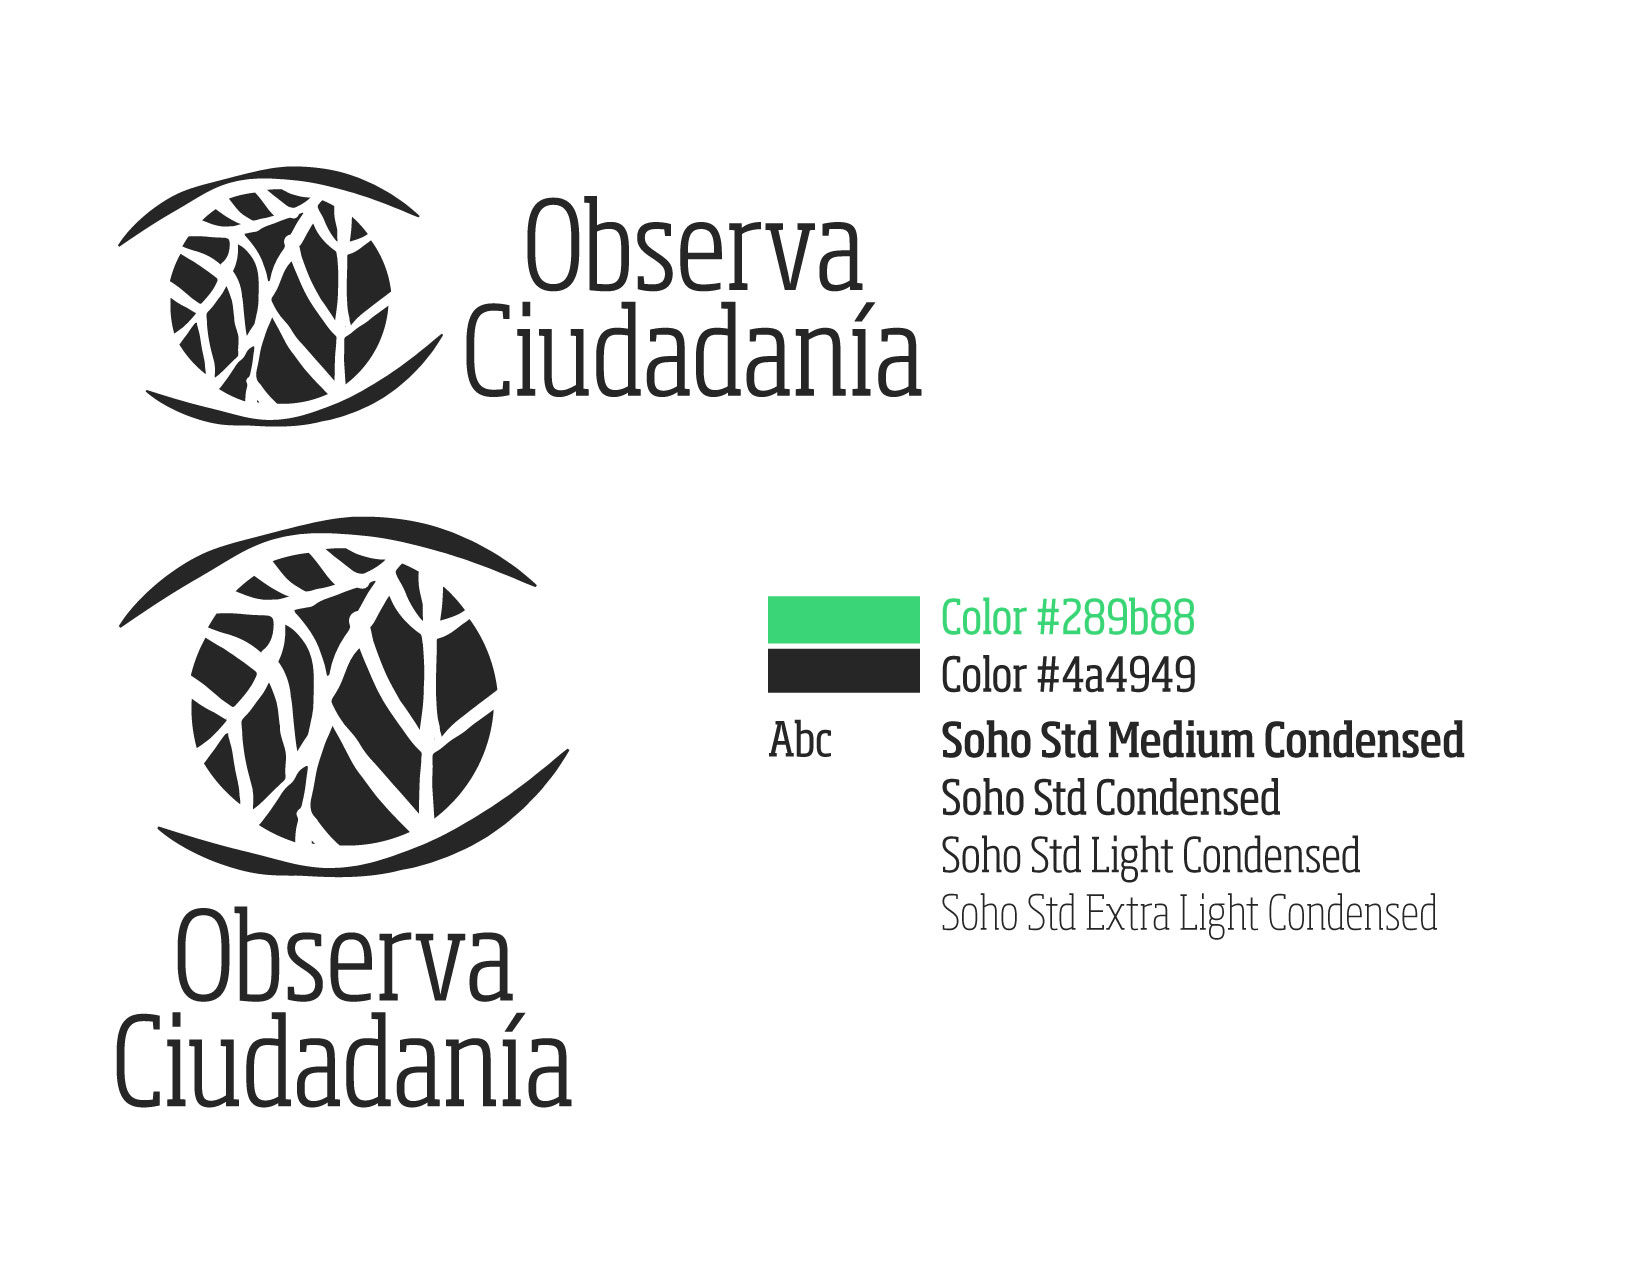 Observa
Ciudadanía
Observa
Ciudadanía
Color #289b88
Color #4a4949
Abc
Soho Std Medium Condensed
Soho Std Condensed
Soho Std Light Condensed
Soho Std Extra Light Condensed